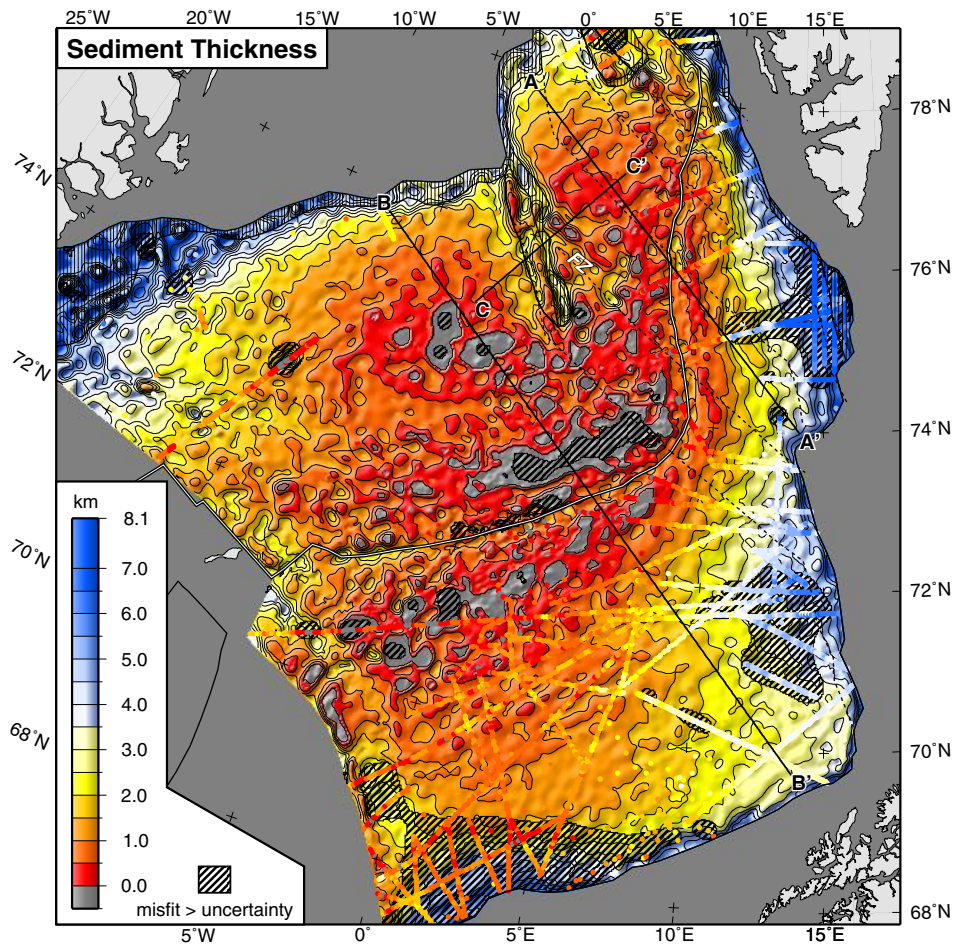 25°W 20°W 15°W 10°W 5°W 0° 5°E 10°E 15°E
Sediment Thickness
A
78°N
C'
74°N
B
FZ
76°N
C
72°N
74°N
A'
km
8.1
7.0
6.0
5.0
4.0
3.0
2.0
1.0
0.0
misfit > uncertainty
70°N
72°N
68°N
70°N
B'
68°N
5°W 0° 5°E 10°E 15°E